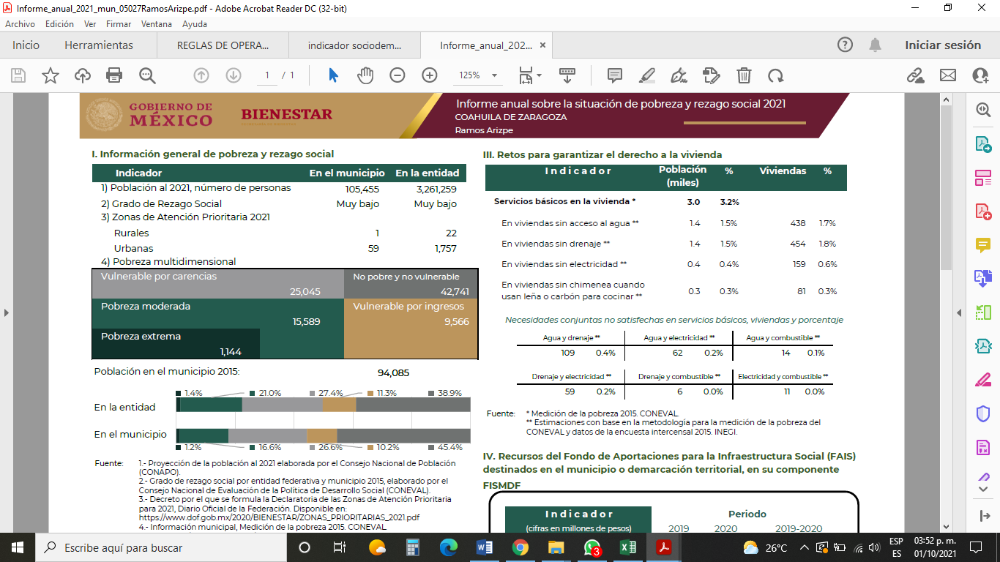 Informe_anual_2021_mun_05027RamosArizpe.pdf - Adobe Acrobat Reader DC (32-bit)
Archivo Edición Ver Firmar Ventana Ayuda
Inicio Herramientas REGLAS DE OPERA... indicador sociodem... Informe_anual_202... × Iniciar sesión
1 / 1 125%
GOBIERNO DE MÉXICO BIENESTAR
Informe anual sobre la situación de pobreza y rezago social 2021
COAHUILA DE ZARAGOZA
Ramos Arizpe
I. Información general de pobreza y rezago social
Indicador En el municipio En la entidad
1) Población al 2021, número de personas 105,455 3,261,259
2) Grado de Rezago Social Muy bajo Muy bajo
3) Zonas de Atención Prioritaria 2021
Rurales 1 22
Urbanas 59 1,757
4) Pobreza multidimensional
Vulnerable por carencias No pobre y no vulnerable
25,045 42,741
Pobreza moderada Vulnerable por ingresos
15,589 9,566
Pobreza extrema
1,144
Población en el municipio 2015: 94,085
1.4% 21.0% 27.4% 11.3% 38.9%
En la entidad
En el municipio
1.2% 16.6% 26.6% 10.2% 45.4%
Fuente: 1.- Proyección de la población al 2021 elaborada por el Consejo Nacional de Población
(CONAPO).
2.- Grado de rezago social por entidad federativa y municipio 2015, elaborado por el
Consejo Nacional de Evaluación de la Política de Desarrollo Social (CONEVAL).
3.- Decreto por el que se formula la Declaratoria de las Zonas de Atención Prioritaria
para 2021, Diario Oficial de la Federación. Disponible en:
https://www.dof.gob.mx/2020/BIENESTAR/ZONAS_PRIORITARIAS_2021.pdf
4.- Información municipal, Medición de la pobreza 2015. CONEVAL
III. Retos para garantizar el derecho a la vivienda
Indicador Población (miles) % Viviendas %
Servicios básicos en la vivienda * 3.0 3.2%
En viviendas sin acceso al agua ** 1.4 1.5% 438 1.7%
En viviendas sin drenaje ** 1.4 1.5% 454 1.8%
En viviendas sin electricidad ** 0.4 0.4% 159 0.6%
En viviendas sin chimenea cuando
usan leña o carbón para cocinar ** 0.3 0.3% 81 0.3%
Necesidades conjuntas no satisfechas en servicios básicos, viviendas y porcentaje
Agua y drenaje ** Agua y electricidad ** Agua y combustible **
109 0.4% 62 0.2% 14 0.1%
Drenaje y electricidad ** Drenaje y combustible ** Electricidad y combustible **
59 0.2% 6 0.0% 11 0.0%
Fuente: * Medición de la pobreza 2015. CONEVAL
** Estimaciones con base en la metodología para la medición de la pobreza del
CONEVAL y datos de la encuesta intercensal 2015. INEGI.
IV. Recursos del Fondo de Aportaciones para la Infraestructura Social (FAIS)
destinados en el municipio o demarcación territorial, en su componente
FISMDF
Indicador Periodo
(cifras en millones de pesos) 2019 2020 2019-2020
Escribe aquí para buscar 3 26°C ESP 03:52 p. m.
ES 01/10/2021